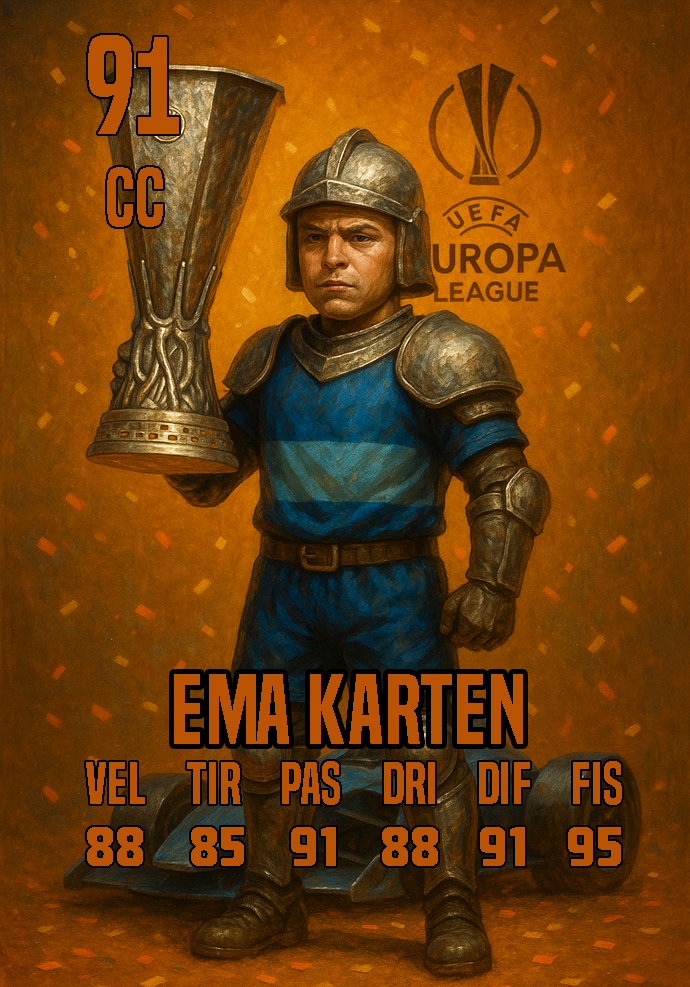 91
CC
UEFA
UROPA
LEAGUE
EMA KARTEN
VEL TIR PAS DRI DIF FIS
88 85 91 88 91 95